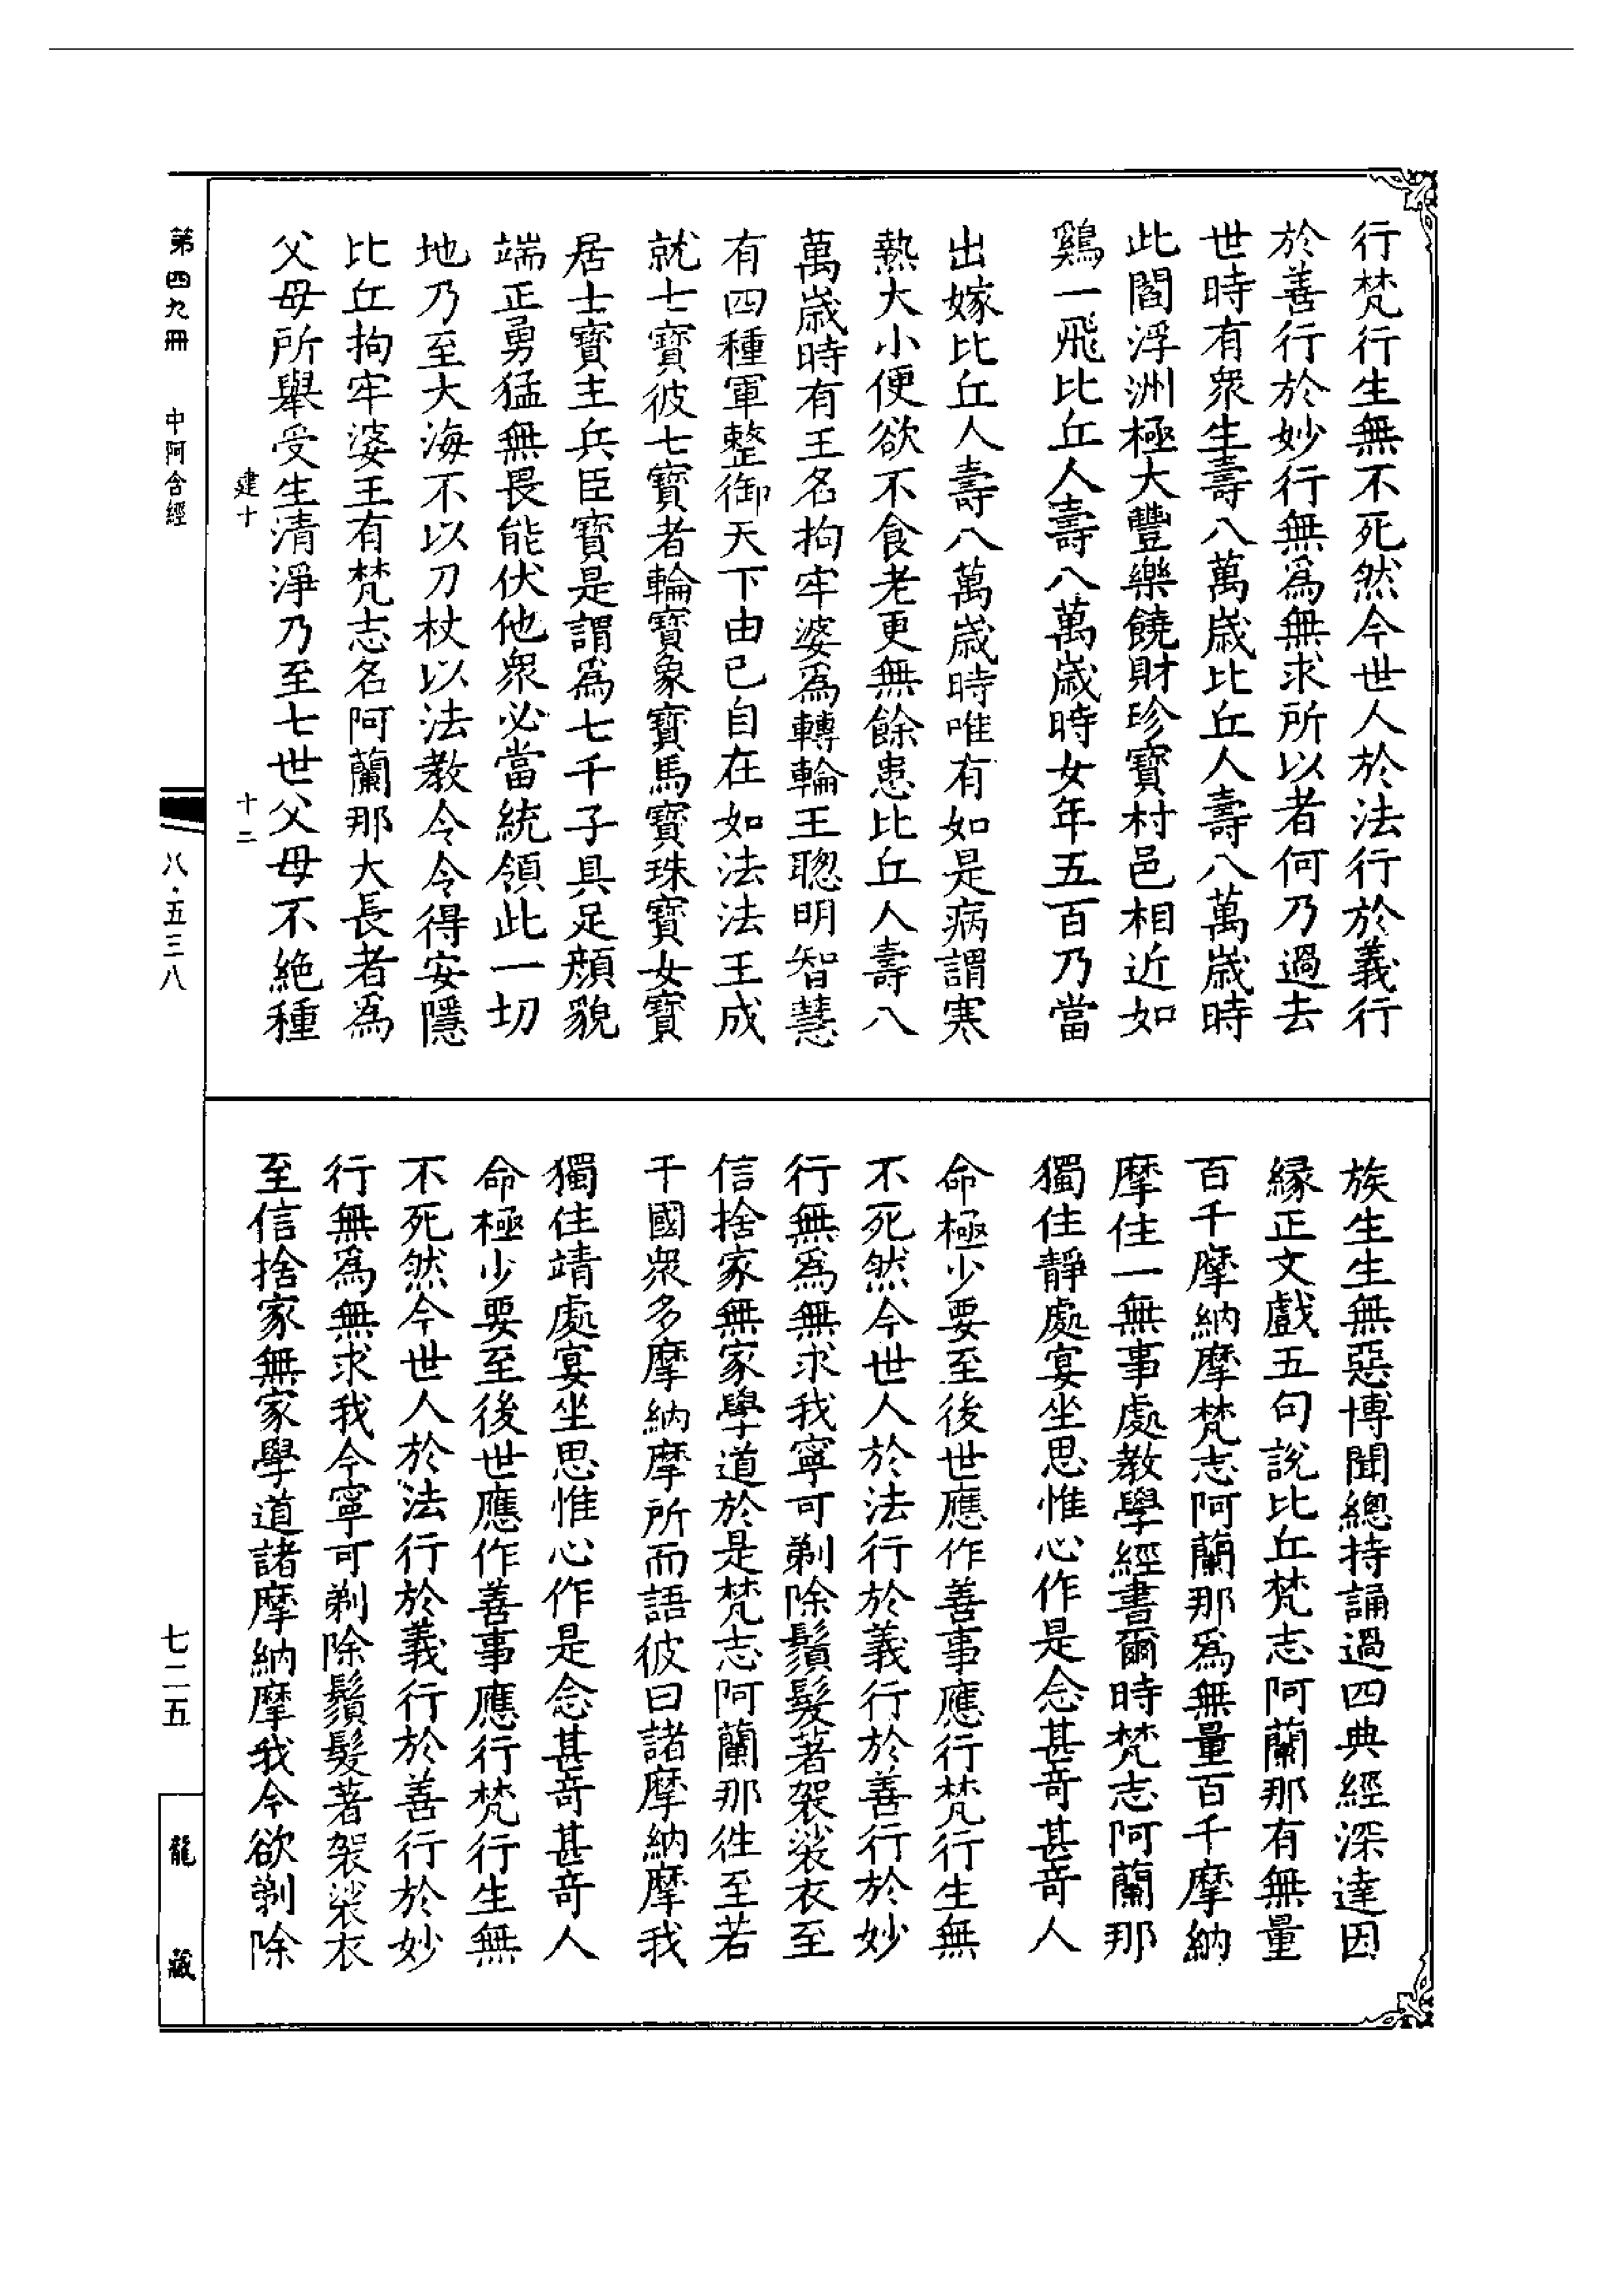 行梵行生無不死然今世人於法行於義行
於善行於妙行無爲無求所以者何乃過去
世時有衆生壽八萬歲比丘人壽八萬歲時
此閻浮洲極大豐樂饒財珍寶村邑相近如
鷄一飛比丘人壽八萬歲時女年五百乃當
出嫁比丘人壽八萬歲時唯有如是病謂寒
熱大小便欲不食老更無餘患比丘人壽八
萬歲時有王名拘牢婆爲轉輪王聰明智慧
有四種軍整御天下由已自在如法法王成
就七寶彼七寶者輪寶象寶馬寶珠寶女寶
居士寶主兵臣寶是謂爲七千子具足顏貌
端正勇猛無畏能伏他衆必當統領此一切
地乃至大海不以刀杖以法教令令得安隱
比丘拘牢婆王有梵志名阿蘭那大長者爲
父母所舉受生清淨乃至七世父母不絕種
建十
十二
族生生無惡博聞總持誦過四典經深達因
緣正文戲五句說比丘梵志阿蘭那有無量
百千摩納摩梵志阿蘭那爲無量百千摩納
摩住一無事處教學經書爾時梵志阿蘭那
獨住靜處宴坐思惟心作是念甚奇甚奇人
命極少要至後世應作善事應行梵行生無
不死然今世人於法行於義行於善行於妙
行無爲無求我寧可剃除鬚髮著袈裟衣至
信捨家無家學道於是梵志阿蘭那徃至若
干國衆多摩納摩所而語彼曰諸摩納摩我
獨住靖處宴坐思惟心作是念甚奇甚奇人
命極少要至後世應作善事應行梵行生無
不死然今世人於法行於義行於善行於妙
行無爲無求我今寧可剃除鬚髮著袈裟衣
至信捨家無家學道諸摩納摩我今欲剃除
第四九冊 中阿含經
八·五三八
七二五
龍藏